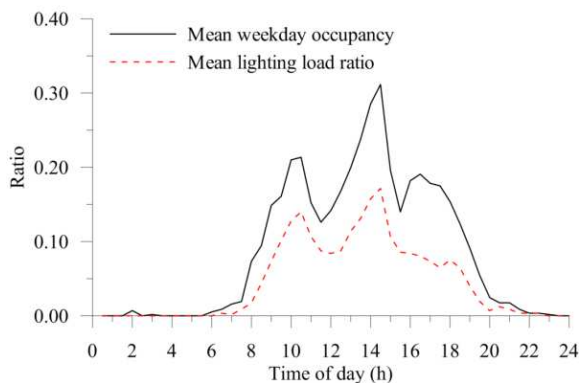 0.40
Mean weekday occupancy
Mean lighting load ratio
0.30
Ratio
0.20
0.10
0.00
0 2 4 6 8 10 12 14 16 18 20 22 24
Time of day (h)